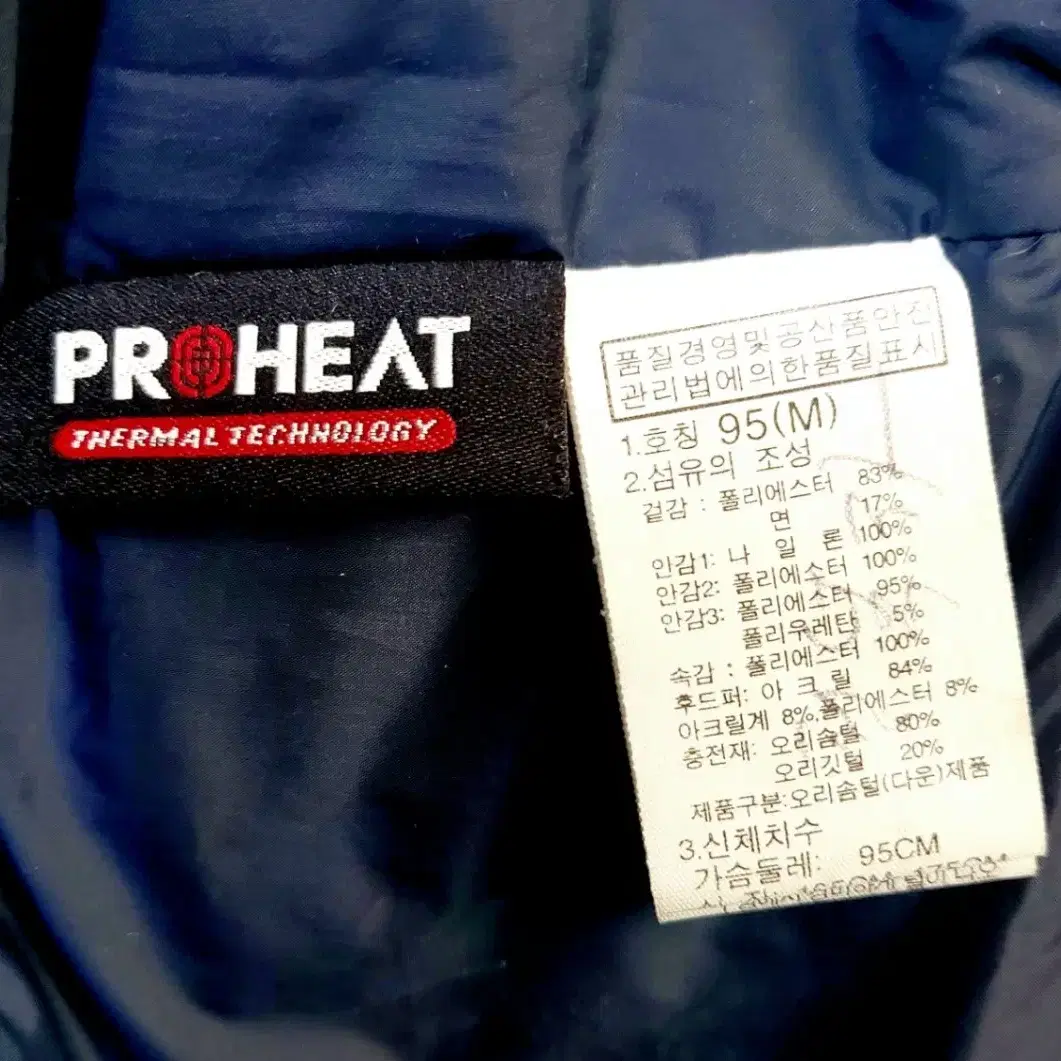 PROHEAT
THERMAL TECHNOLOGY
품질경영및공산품안전
관리법에의한품질표시
1.호칭 95(M)
2.섬유의 조성
겉감 : 폴리에스터 83%
면 17%
안감1: 나 일 론 100%
안감2: 폴리에스터 100%
안감3: 폴리에스터 95%
폴리우레탄 5%
속감 : 폴리에스터 100%
후드퍼: 아 크 릴 84%
아크릴계 8%,폴리에스터 8%
충전재: 오리솜털 80%
오리깃털 20%
제품구분:오리솜털(다운)제품
3.신체치수
가슴둘레: 95CM